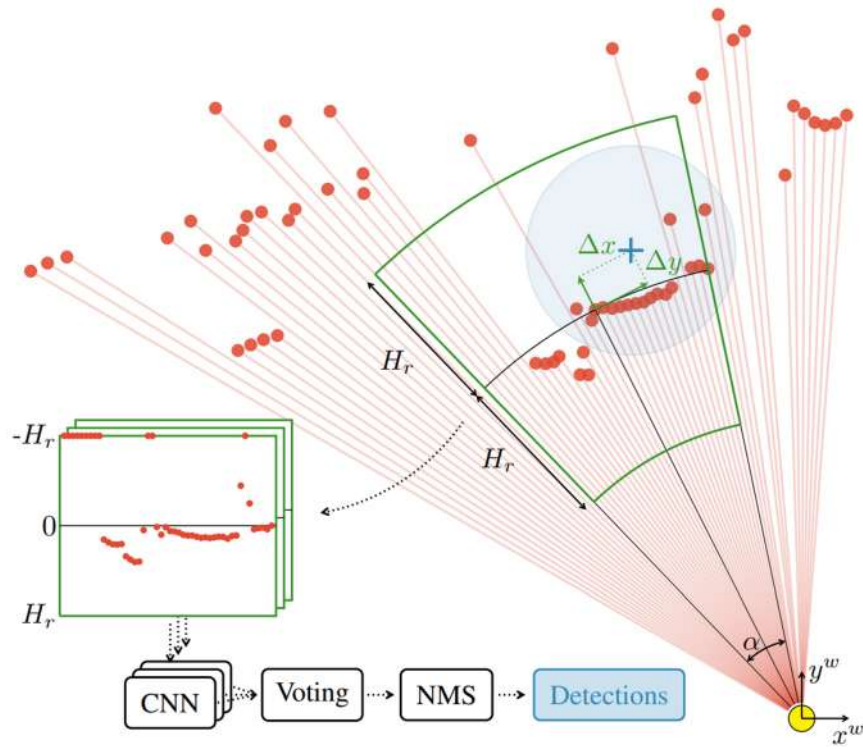 Δx
Δy
H_r
H_r
-H_r
0
H_r
α
y^w
x^w
CNN
Voting
NMS
Detections